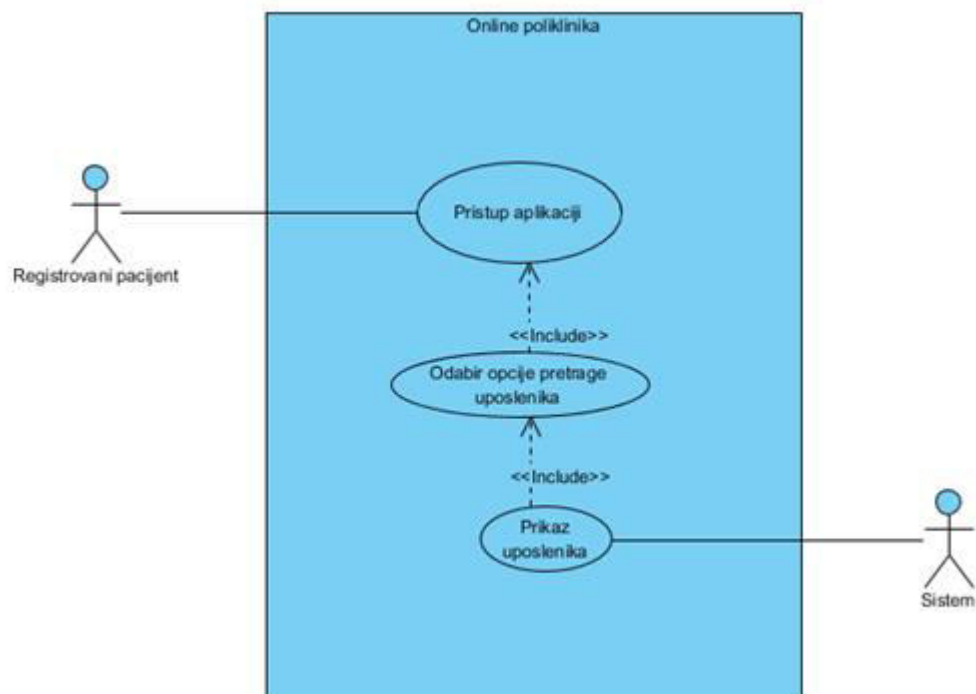 Online poliklinika
Pristup aplikaciji
Registrovani pacijent
<<Include>>
Odabir opcije pretrage
uposlenika
<<Include>>
Prikaz
uposlenika
Sistem